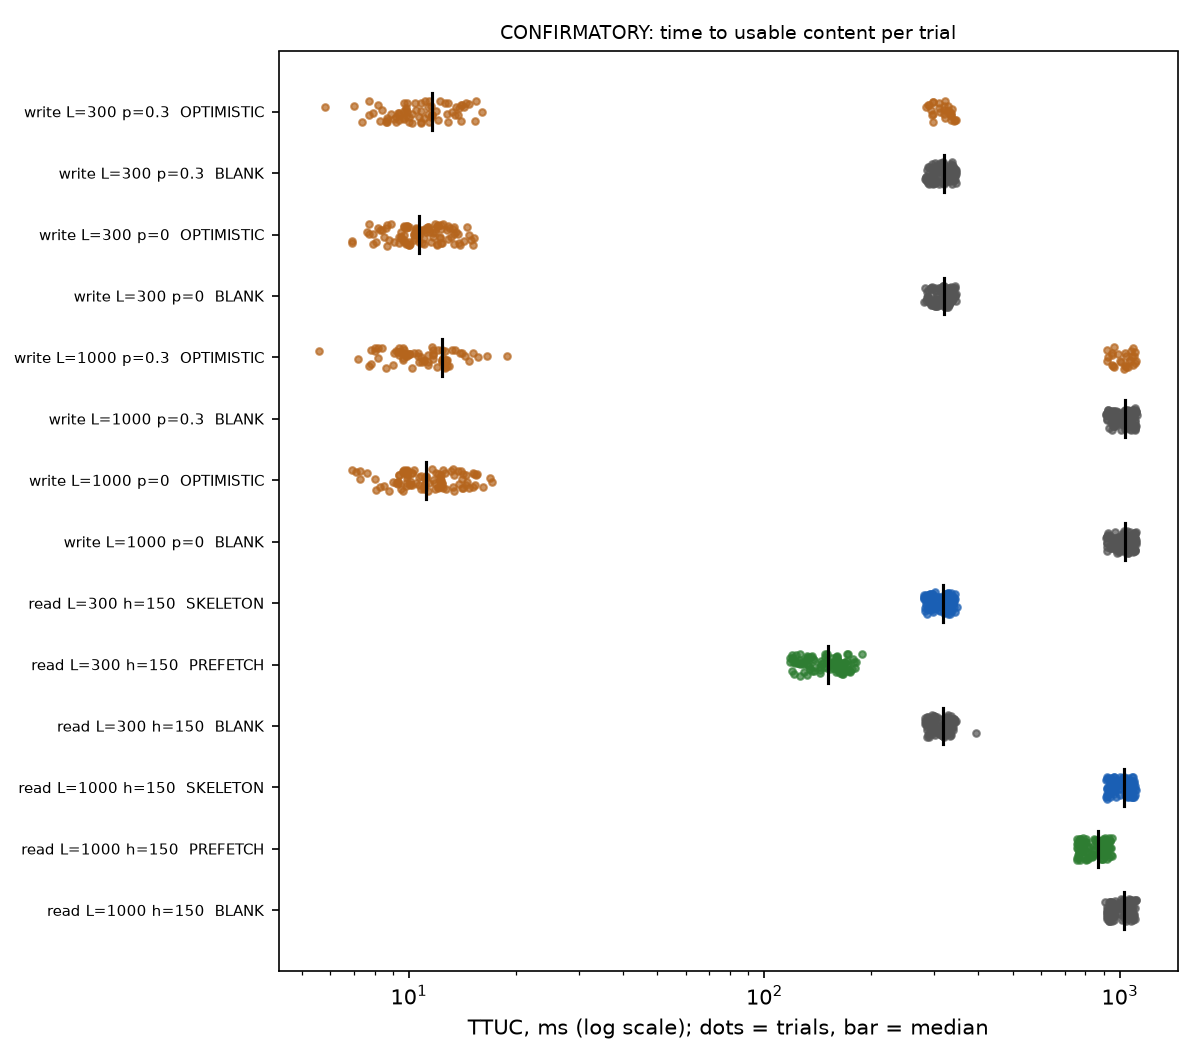 CONFIRMATORY: time to usable content per trial
write L=300 p=0.3  OPTIMISTIC
write L=300 p=0.3  BLANK
write L=300 p=0  OPTIMISTIC
write L=300 p=0  BLANK
write L=1000 p=0.3  OPTIMISTIC
write L=1000 p=0.3  BLANK
write L=1000 p=0  OPTIMISTIC
write L=1000 p=0  BLANK
read L=300 h=150  SKELETON
read L=300 h=150  PREFETCH
read L=300 h=150  BLANK
read L=1000 h=150  SKELETON
read L=1000 h=150  PREFETCH
read L=1000 h=150  BLANK
10¹ 10² 10³
TTUC, ms (log scale); dots = trials, bar = median